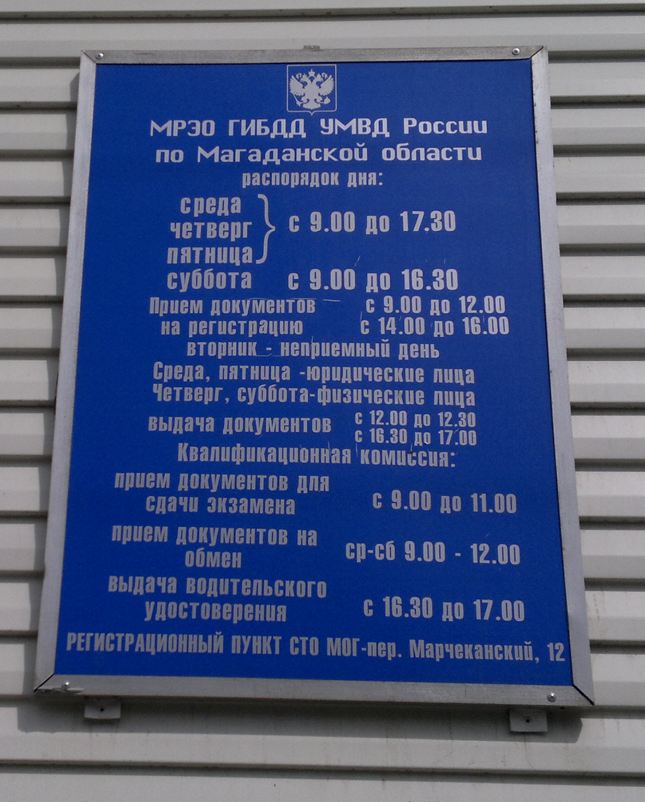 МРЭО ГИБДД УМВД России
по Магаданской области
распорядок дня:
среда
четверг
пятница
с 9.00 до 17.30
суббота с 9.00 до 16.30
Прием документов с 9.00 до 12.00
на регистрацию с 14.00 до 16.00
вторник - неприемный день
Среда, пятница -юридические лица
Четверг, суббота-физические лица
выдача документов с 12.00 до 12.30
с 16.30 до 17.00
Квалификационная комиссия:
прием документов для
сдачи экзамена с 9.00 до 11.00
прием документов на
обмен ср-сб 9.00 - 12.00
выдача водительского
удостоверения с 16.30 до 17.00
РЕГИСТРАЦИОННЫЙ ПУНКТ СТО МОГ-пер. Марчеканский, 12